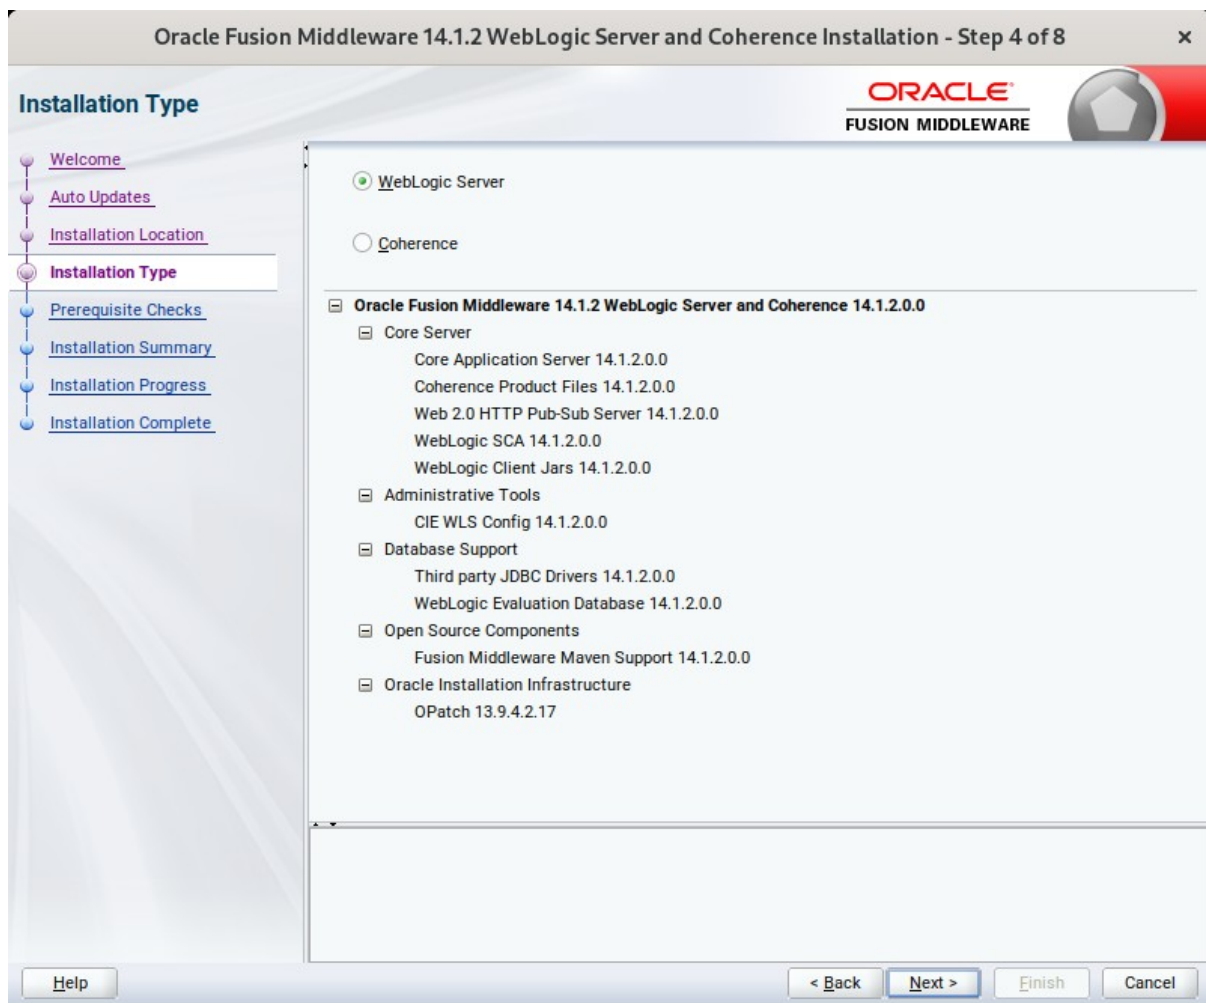 Oracle Fusion Middleware 14.1.2 WebLogic Server and Coherence Installation - Step 4 of 8 ×
Installation Type
ORACLE
FUSION MIDDLEWARE
Welcome
Auto Updates
Installation Location
Installation Type
Prerequisite Checks
Installation Summary
Installation Progress
Installation Complete
WebLogic Server
Coherence
Oracle Fusion Middleware 14.1.2 WebLogic Server and Coherence 14.1.2.0.0
Core Server
Core Application Server 14.1.2.0.0
Coherence Product Files 14.1.2.0.0
Web 2.0 HTTP Pub-Sub Server 14.1.2.0.0
WebLogic SCA 14.1.2.0.0
WebLogic Client Jars 14.1.2.0.0
Administrative Tools
CIE WLS Config 14.1.2.0.0
Database Support
Third party JDBC Drivers 14.1.2.0.0
WebLogic Evaluation Database 14.1.2.0.0
Open Source Components
Fusion Middleware Maven Support 14.1.2.0.0
Oracle Installation Infrastructure
OPatch 13.9.4.2.17
Help
< Back
Next >
Finish
Cancel